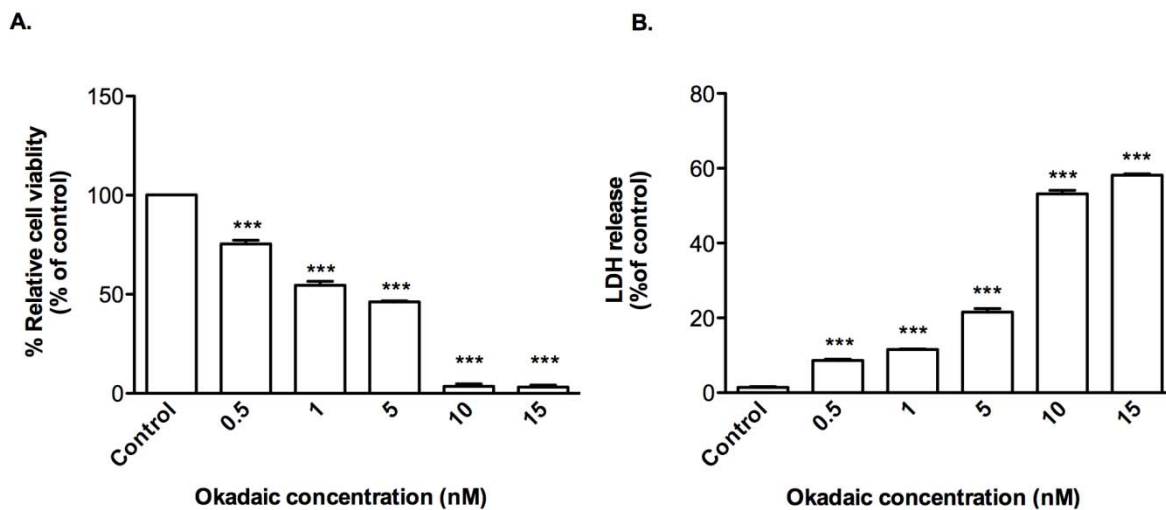 A.
% Relative cell viablity
(% of control)
150
100
50
0
***
***
***
***
***
Control
0.5
1
5
10
15
Okadaic concentration (nM)
B.
LDH release
(%of control)
80
60
40
20
0
***
***
***
***
***
Control
0.5
1
5
10
15
Okadaic concentration (nM)